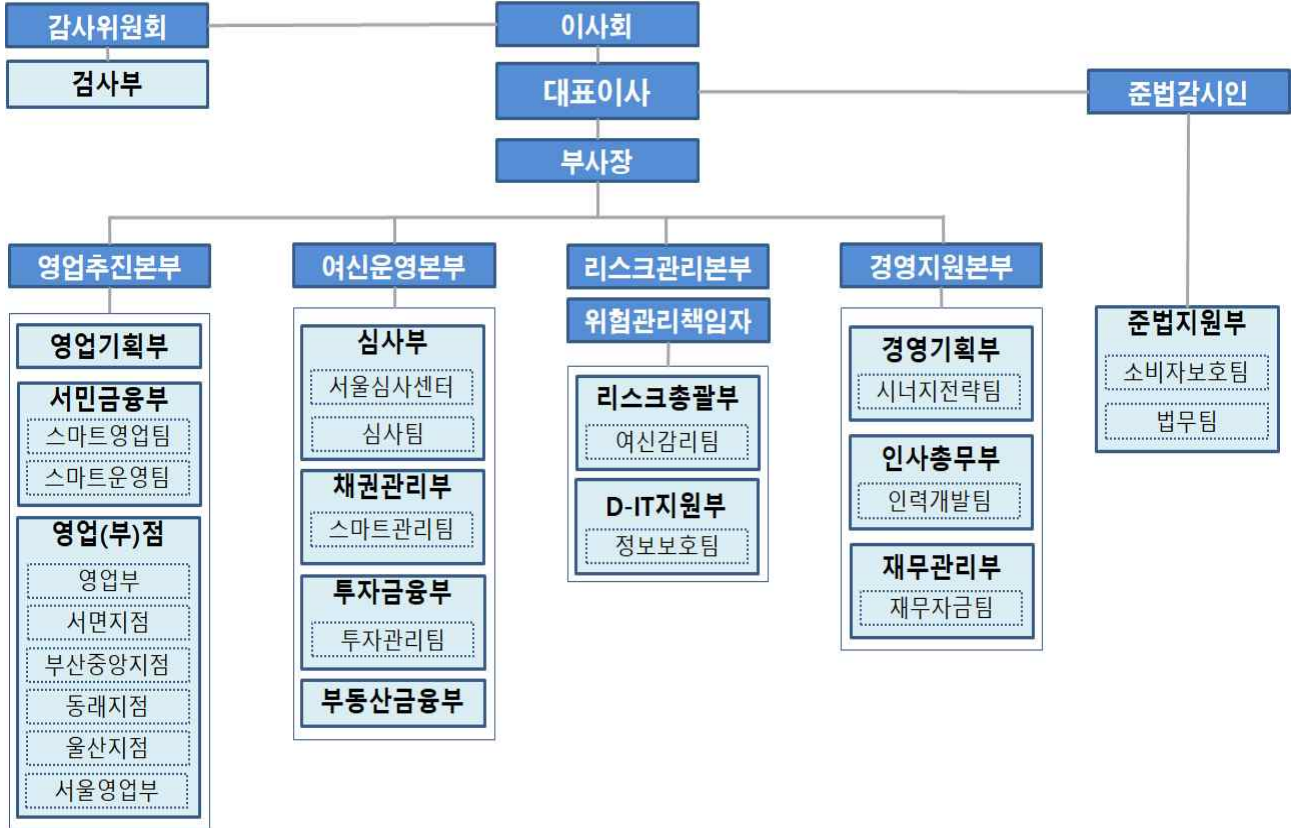 감사위원회
이사회
검사부
대표이사
준법감시인
부사장
영업추진본부
여신운영본부
리스크관리본부
경영지원본부
영업기획부
서민금융부
스마트영업팀
스마트운영팀
영업(부)점
영업부
서면지점
부산중앙지점
동래지점
울산지점
서울영업부
심사부
서울심사센터
심사팀
채권관리부
스마트관리팀
투자금융부
투자관리팀
부동산금융부
위험관리책임자
리스크총괄부
여신감리팀
D-IT지원부
정보보호팀
경영기획부
시너지전략팀
인사총무부
인력개발팀
재무관리부
재무자금팀
준법지원부
소비자보호팀
법무팀